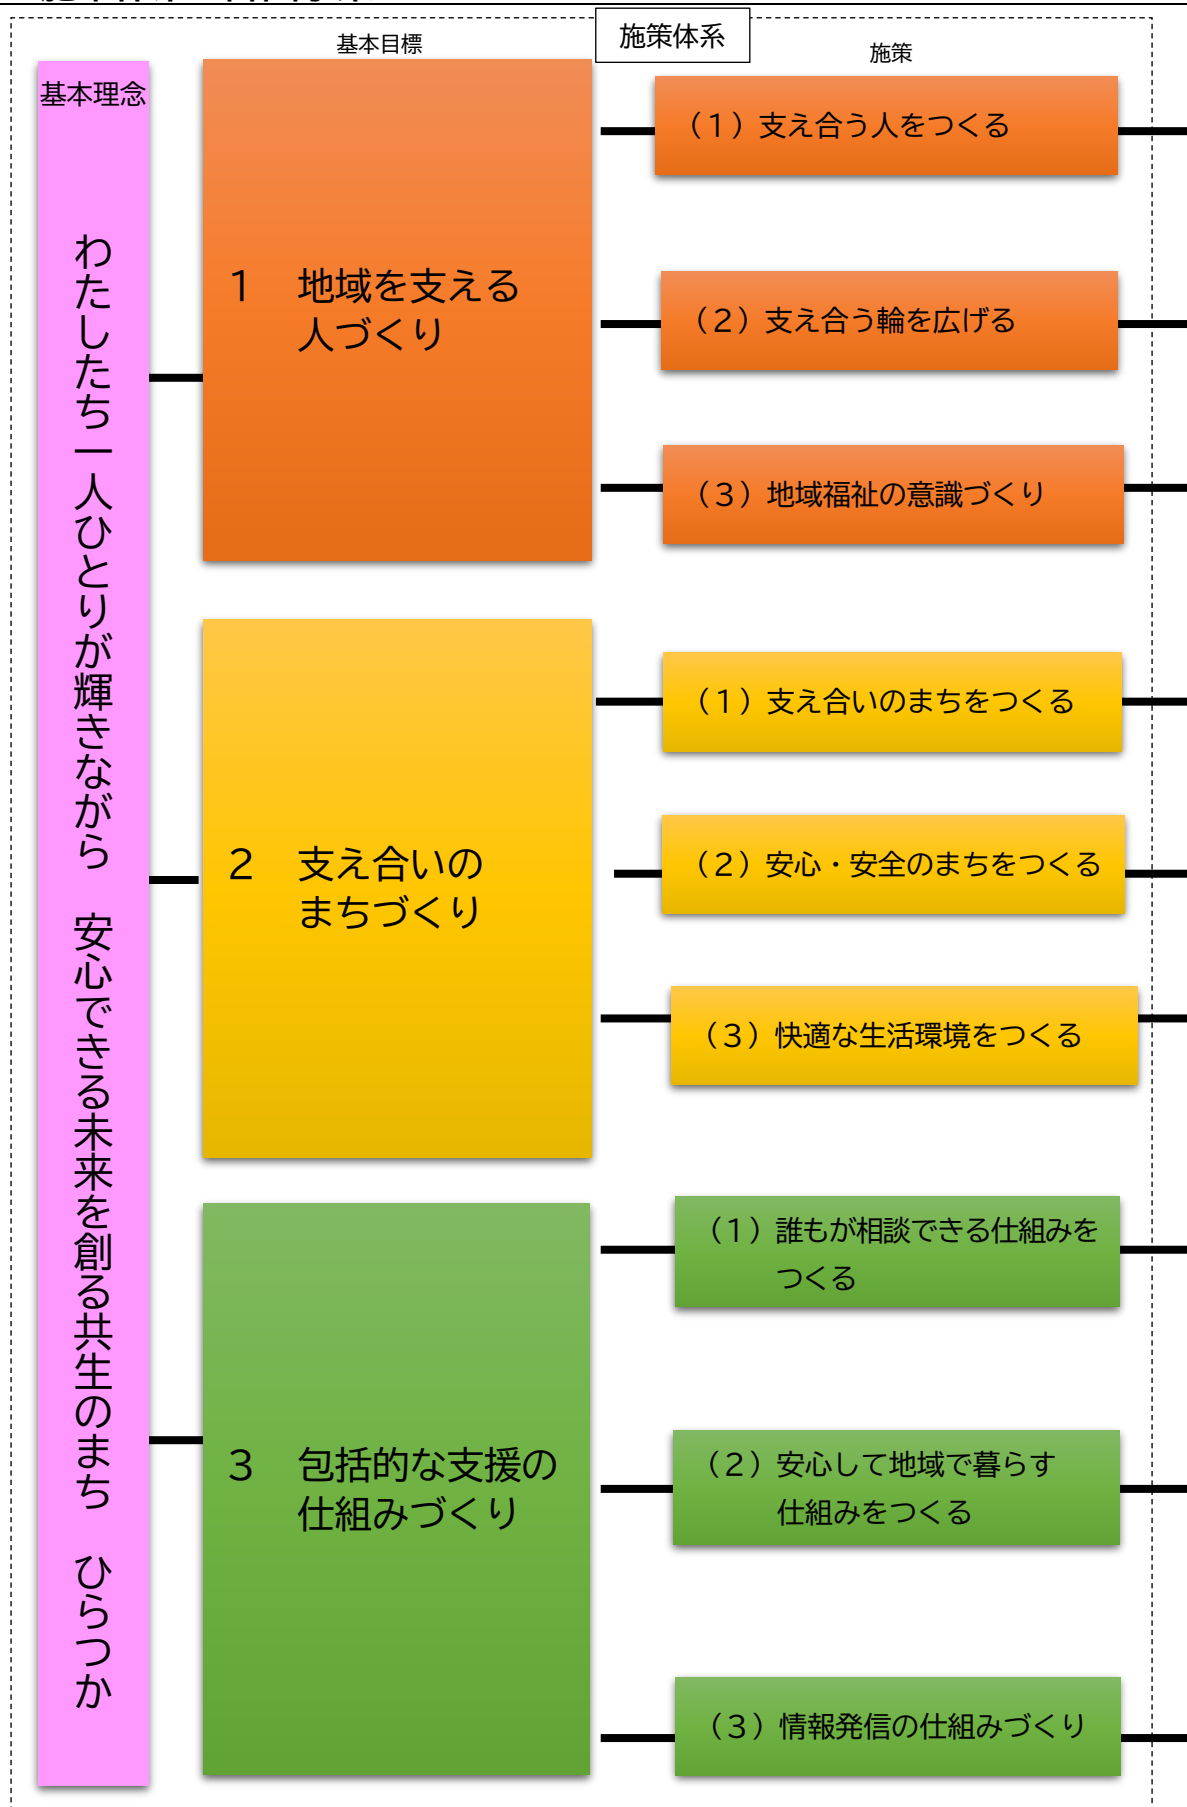 施策体系
基本目標
施策
基本理念
わたしたち一人ひとりが輝きながら　安心できる未来を創る共生のまち　ひらつか
１　地域を支える
人づくり
（１）支え合う人をつくる
（２）支え合う輪を広げる
（３）地域福祉の意識づくり
２　支え合いの
まちづくり
（１）支え合いのまちをつくる
（２）安心・安全のまちをつくる
（３）快適な生活環境をつくる
３　包括的な支援の
仕組みづくり
（１）誰もが相談できる仕組みを
つくる
（２）安心して地域で暮らす
仕組みをつくる
（３）情報発信の仕組みづくり